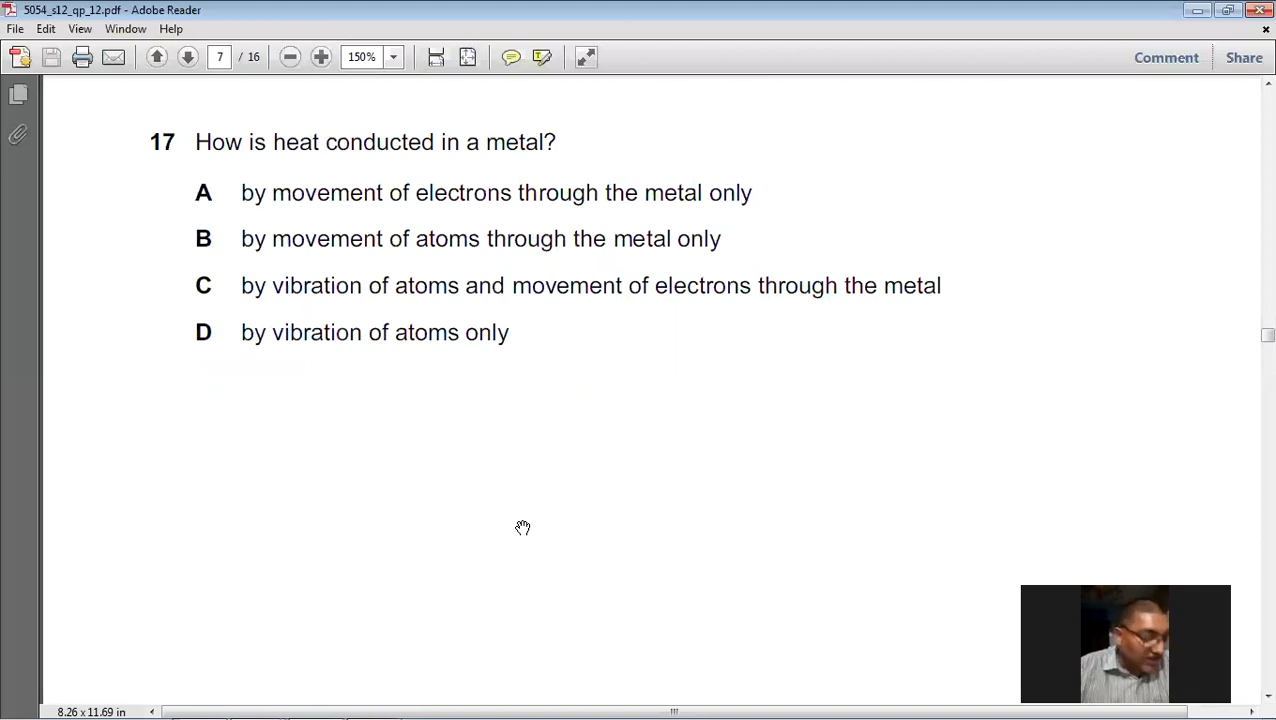 5054_s12_qp_12.pdf - Adobe Reader
File Edit View Window Help
7 / 16 150% Comment Share
17 How is heat conducted in a metal?
A by movement of electrons through the metal only
B by movement of atoms through the metal only
C by vibration of atoms and movement of electrons through the metal
D by vibration of atoms only
8.26 x 11.69 in